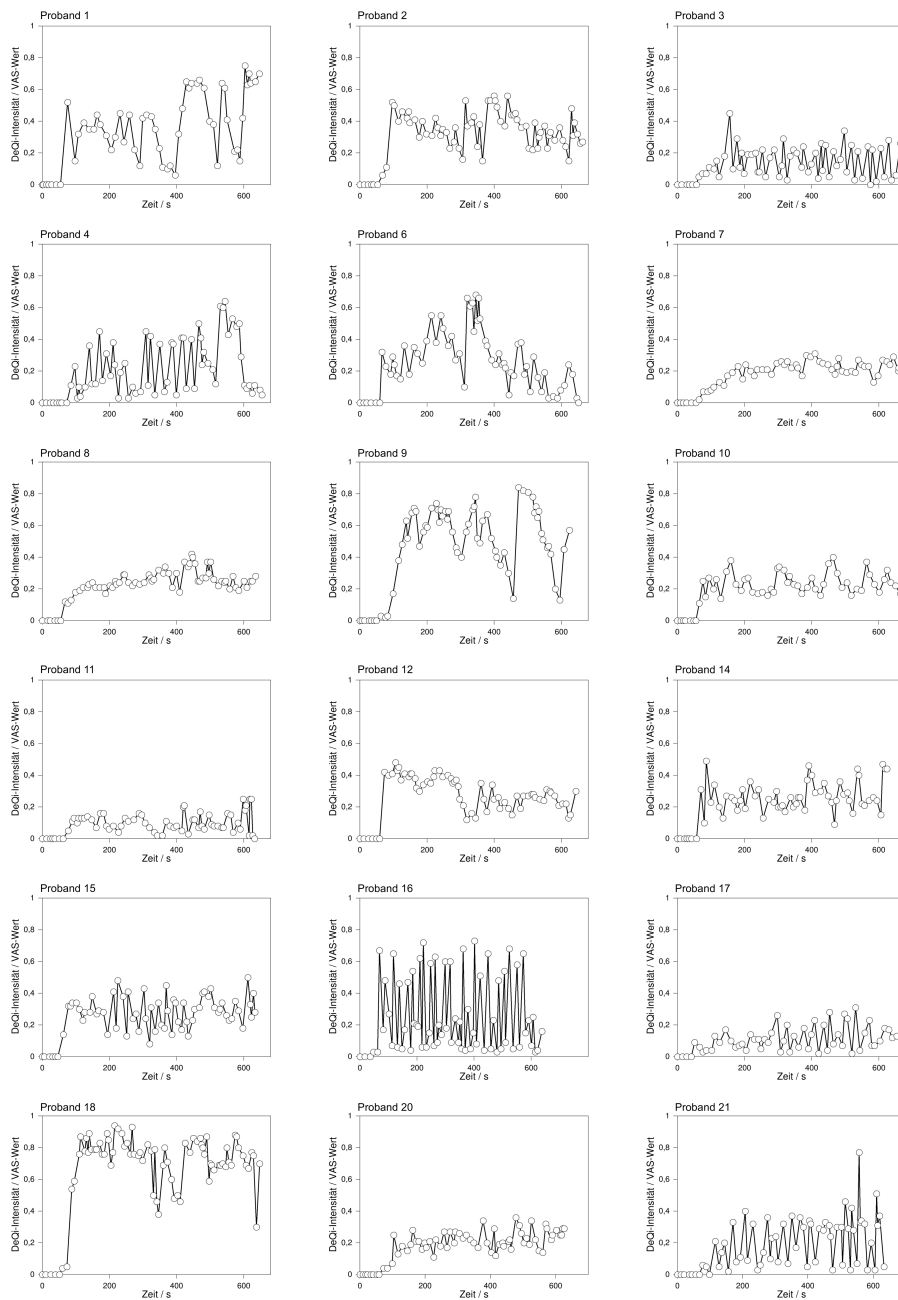 Proband 1
DeQi-Intensität / VAS-Wert
1
0,8
0,6
0,4
0,2
0
0 200 400 600
Zeit / s
Proband 2
DeQi-Intensität / VAS-Wert
1
0,8
0,6
0,4
0,2
0
0 200 400 600
Zeit / s
Proband 3
DeQi-Intensität / VAS-Wert
1
0,8
0,6
0,4
0,2
0
0 200 400 600
Zeit / s
Proband 4
DeQi-Intensität / VAS-Wert
1
0,8
0,6
0,4
0,2
0
0 200 400 600
Zeit / s
Proband 6
DeQi-Intensität / VAS-Wert
1
0,8
0,6
0,4
0,2
0
0 200 400 600
Zeit / s
Proband 7
DeQi-Intensität / VAS-Wert
1
0,8
0,6
0,4
0,2
0
0 200 400 600
Zeit / s
Proband 8
DeQi-Intensität / VAS-Wert
1
0,8
0,6
0,4
0,2
0
0 200 400 600
Zeit / s
Proband 9
DeQi-Intensität / VAS-Wert
1
0,8
0,6
0,4
0,2
0
0 200 400 600
Zeit / s
Proband 10
DeQi-Intensität / VAS-Wert
1
0,8
0,6
0,4
0,2
0
0 200 400 600
Zeit / s
Proband 11
DeQi-Intensität / VAS-Wert
1
0,8
0,6
0,4
0,2
0
0 200 400 600
Zeit / s
Proband 12
DeQi-Intensität / VAS-Wert
1
0,8
0,6
0,4
0,2
0
0 200 400 600
Zeit / s
Proband 14
DeQi-Intensität / VAS-Wert
1
0,8
0,6
0,4
0,2
0
0 200 400 600
Zeit / s
Proband 15
DeQi-Intensität / VAS-Wert
1
0,8
0,6
0,4
0,2
0
0 200 400 600
Zeit / s
Proband 16
DeQi-Intensität / VAS-Wert
1
0,8
0,6
0,4
0,2
0
0 200 400 600
Zeit / s
Proband 17
DeQi-Intensität / VAS-Wert
1
0,8
0,6
0,4
0,2
0
0 200 400 600
Zeit / s
Proband 18
DeQi-Intensität / VAS-Wert
1
0,8
0,6
0,4
0,2
0
0 200 400 600
Zeit / s
Proband 20
DeQi-Intensität / VAS-Wert
1
0,8
0,6
0,4
0,2
0
0 200 400 600
Zeit / s
Proband 21
DeQi-Intensität / VAS-Wert
1
0,8
0,6
0,4
0,2
0
0 200 400 600
Zeit / s